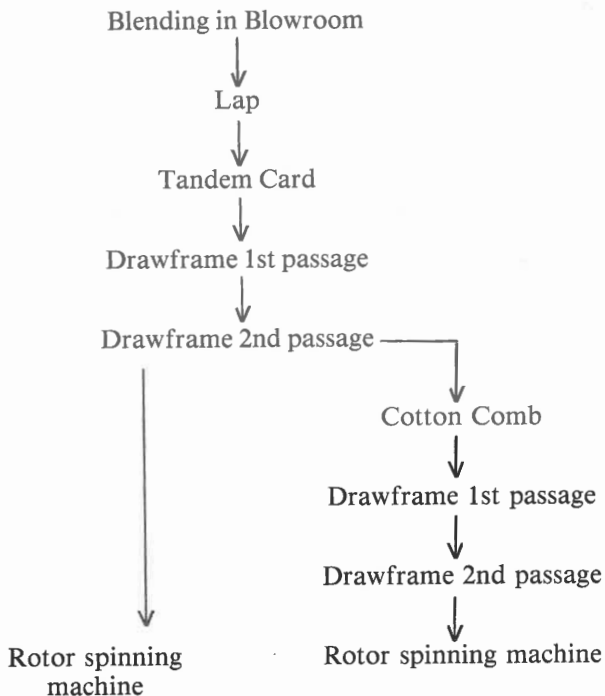 Blending in Blowroom
Lap
Tandem Card
Drawframe 1st passage
Drawframe 2nd passage
Cotton Comb
Drawframe 1st passage
Drawframe 2nd passage
Rotor spinning machine
Rotor spinning
machine